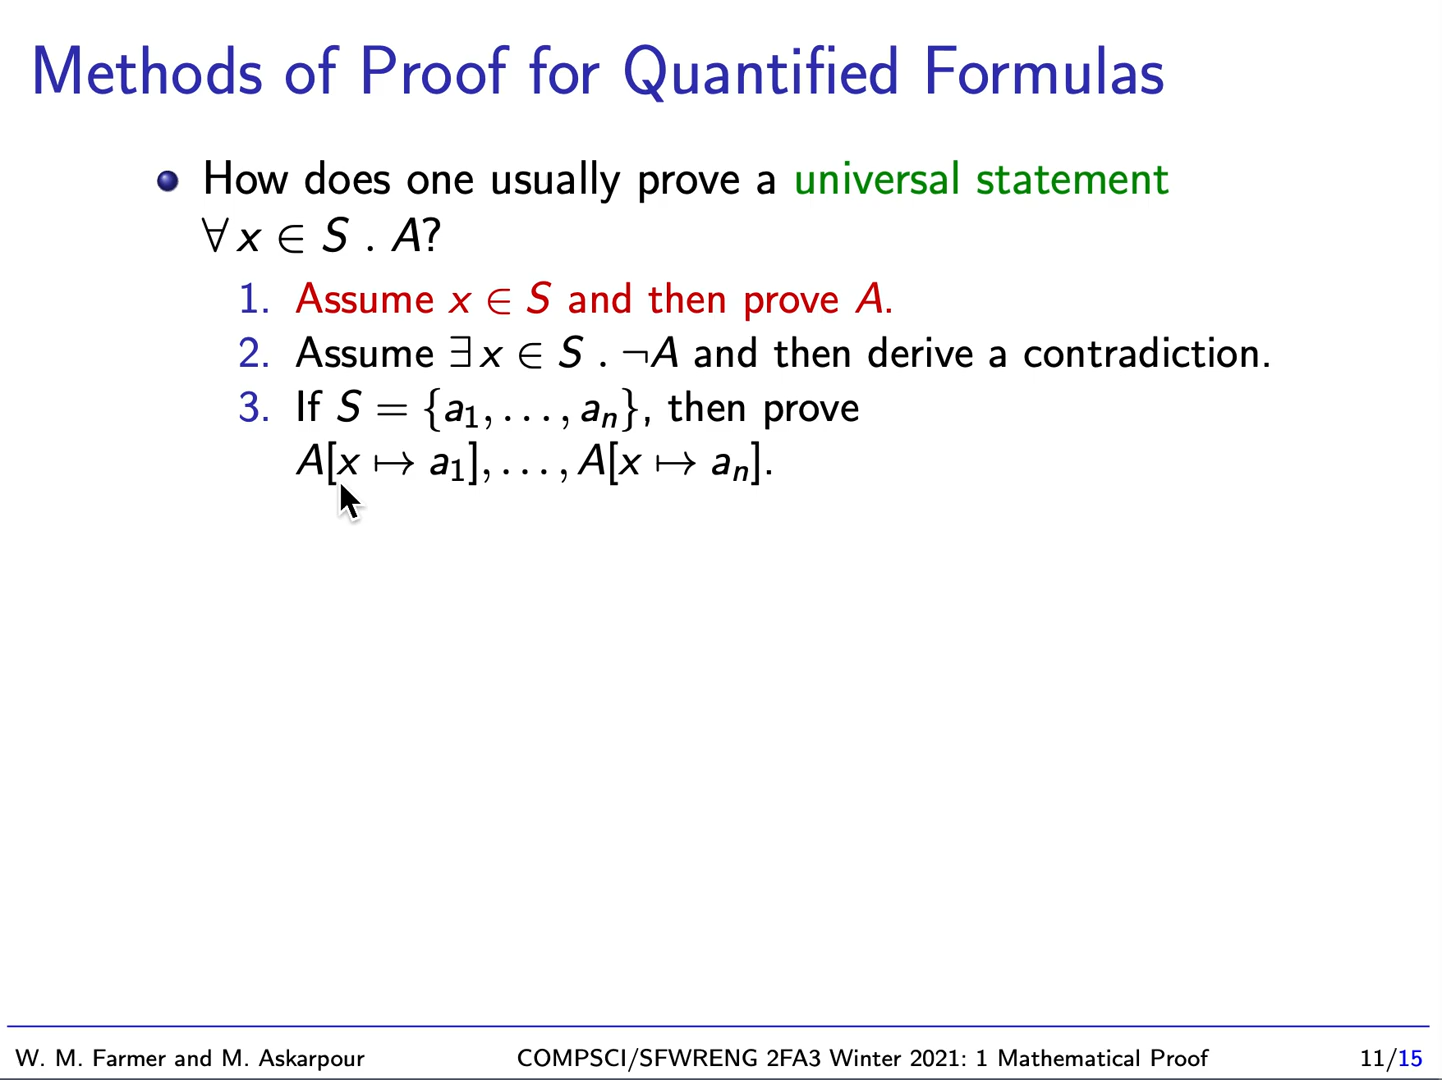 Methods of Proof for Quantified Formulas
How does one usually prove a universal statement
∀ x ∈ S . A?
1. Assume x ∈ S and then prove A.
2. Assume ∃ x ∈ S . ¬A and then derive a contradiction.
3. If S = {a₁, . . . , aₙ}, then prove
A[x ↦ a₁], . . . , A[x ↦ aₙ].
W. M. Farmer and M. Askarpour COMPSCI/SFWRENG 2FA3 Winter 2021: 1 Mathematical Proof 11/15